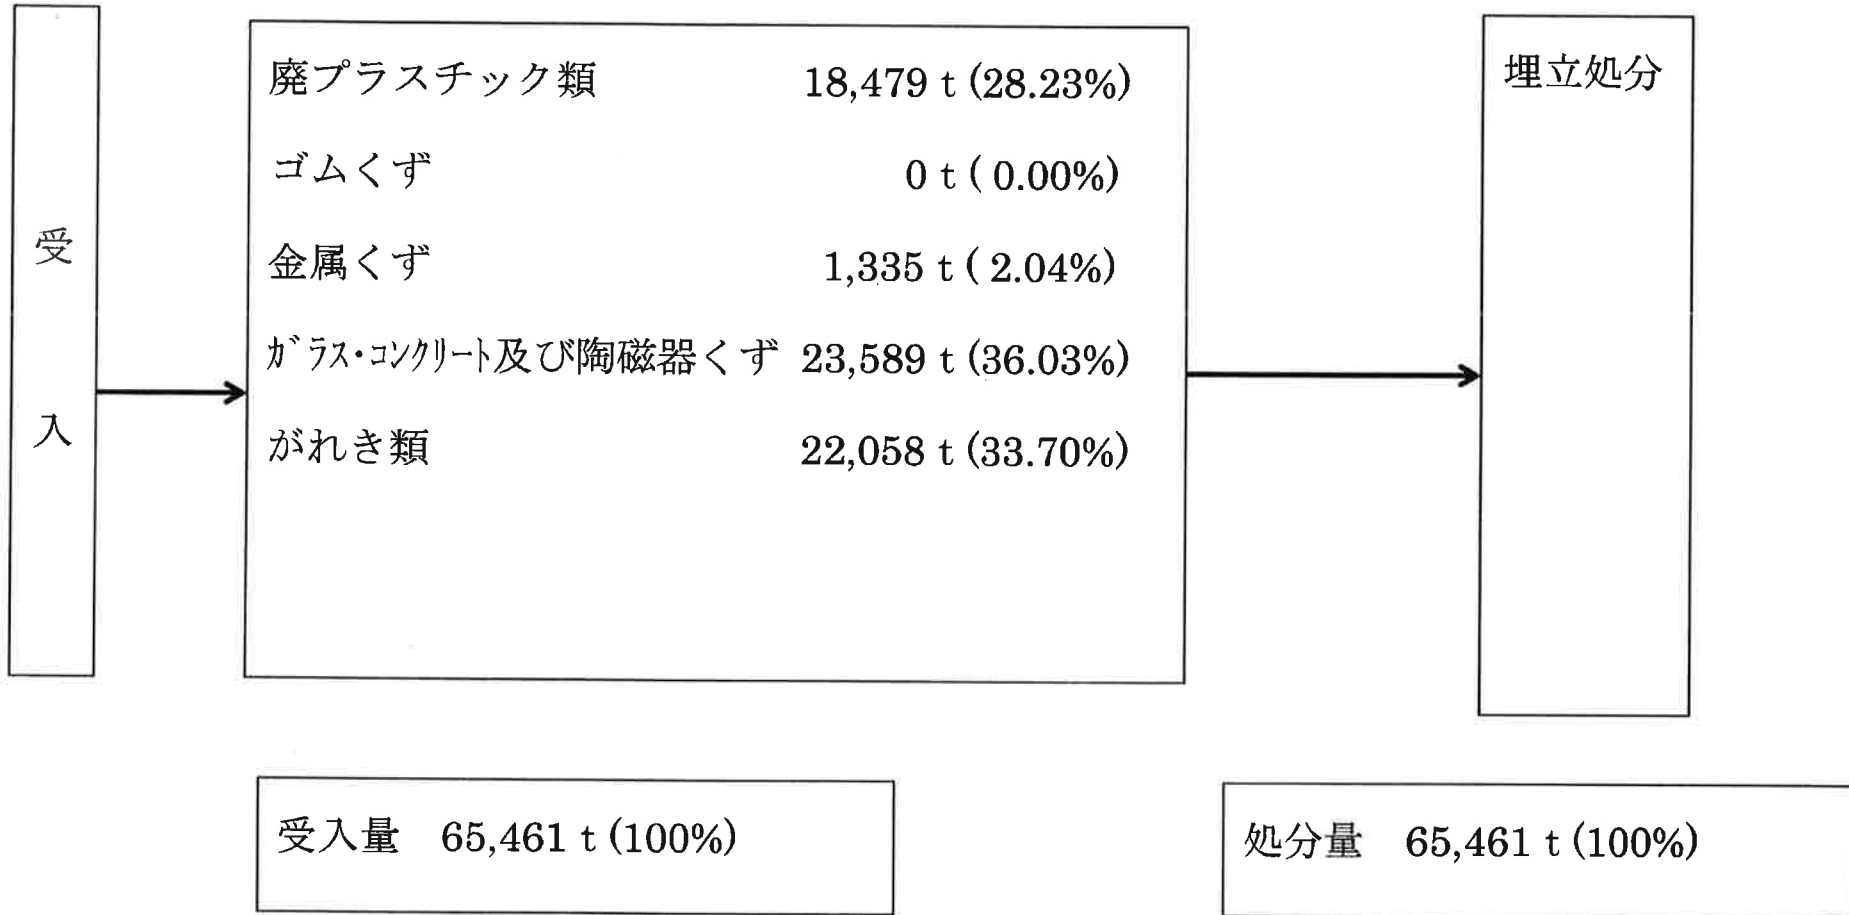 受
入
廃プラスチック類 18,479 t (28.23%)
ゴムくず 0 t ( 0.00%)
金属くず 1,335 t ( 2.04%)
ガラス・コンクリート及び陶磁器くず 23,589 t (36.03%)
がれき類 22,058 t (33.70%)
埋立処分
受入量 65,461 t (100%)
処分量 65,461 t (100%)